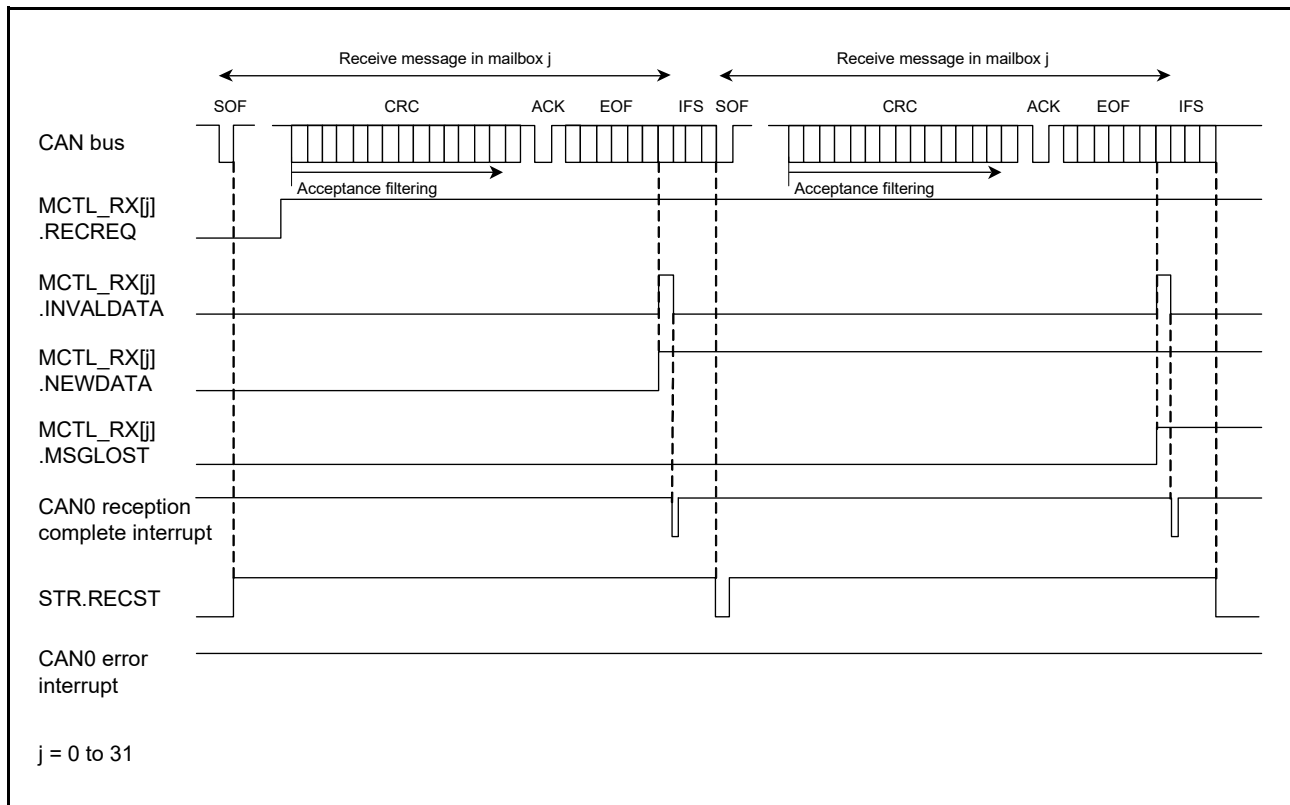 Receive message in mailbox j Receive message in mailbox j
SOF CRC ACK EOF IFS SOF CRC ACK EOF IFS
CAN bus
Acceptance filtering Acceptance filtering
MCTL_RX[j]
.RECREQ
MCTL_RX[j]
.INVALDATA
MCTL_RX[j]
.NEWDATA
MCTL_RX[j]
.MSGLOST
CAN0 reception
complete interrupt
STR.RECST
CAN0 error
interrupt
j = 0 to 31